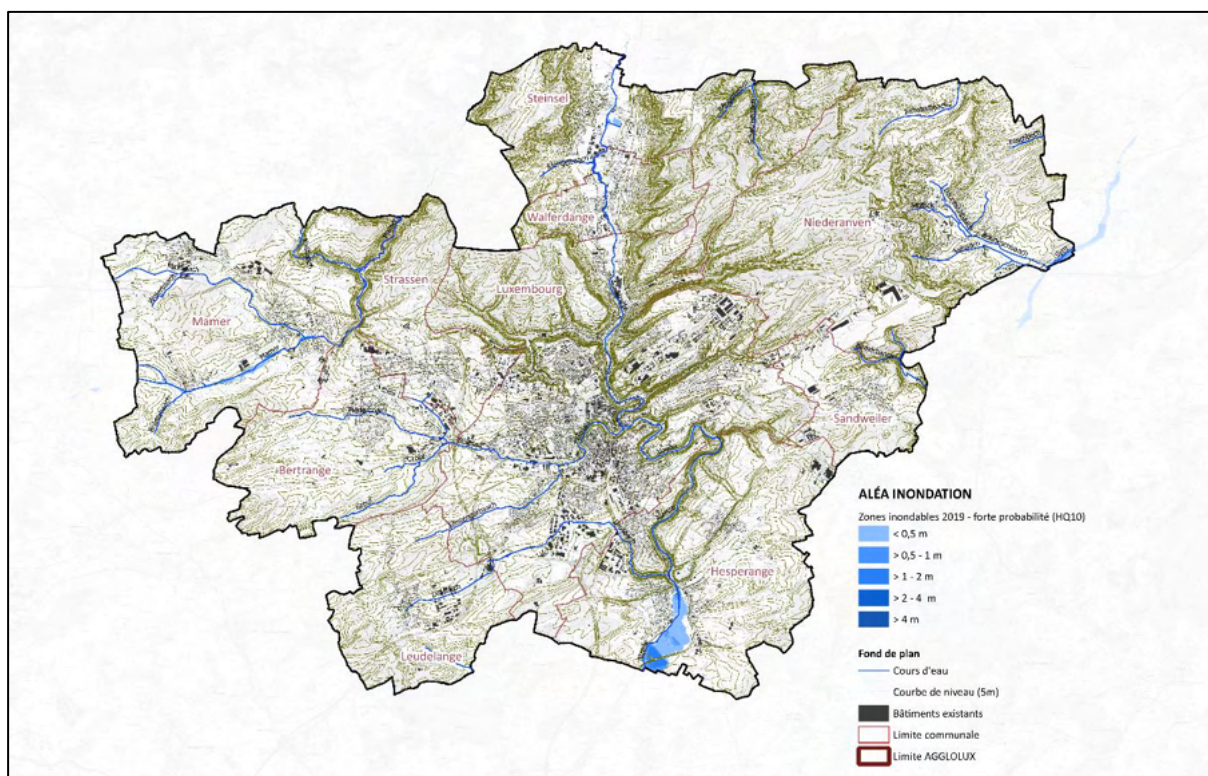 Steinsel
Walferdange
Niederanven
Strassen
Luxembourg
Mamer
Sandweiler
Bertrange
Hesperange
Leudelange
ALÉA INONDATION
Zones inondables 2019 - forte probabilité (HQ10)
< 0,5 m
> 0,5 - 1 m
> 1 - 2 m
> 2 - 4 m
> 4 m
Fond de plan
Cours d'eau
Courbe de niveau (5m)
Bâtiments existants
Limite communale
Limite AGGLOLUX